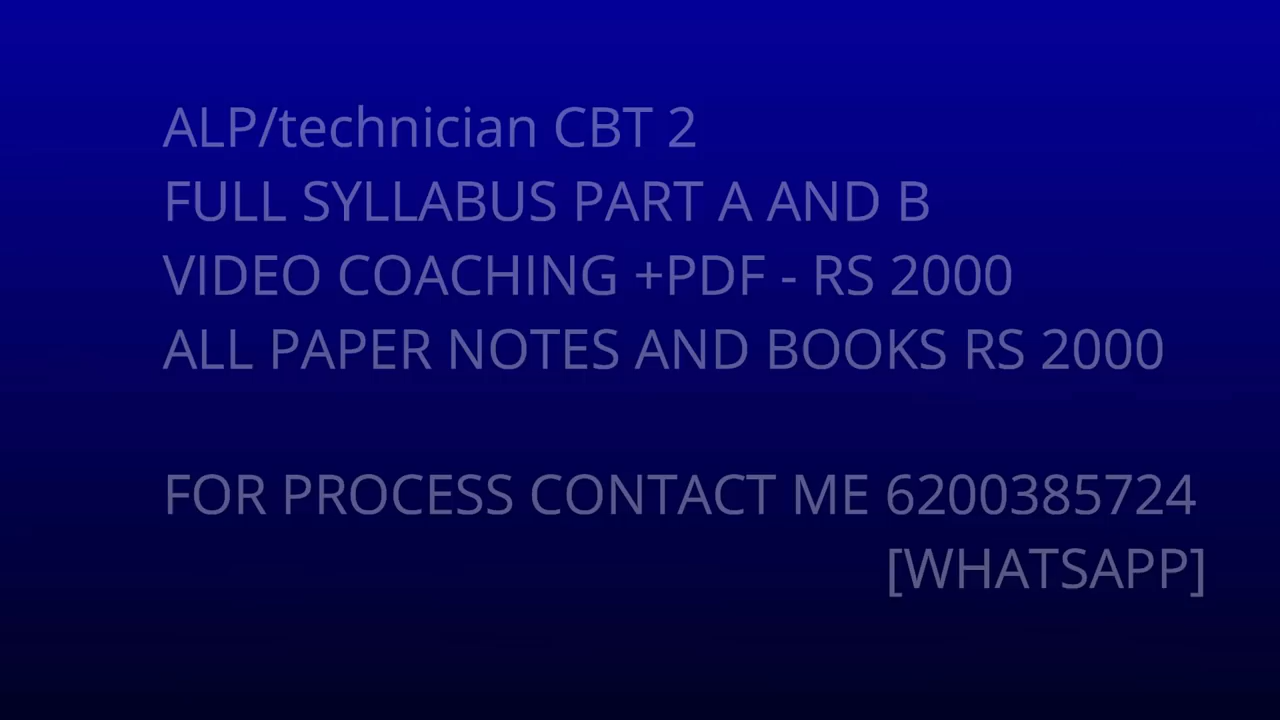 ALP/technician CBT 2
FULL SYLLABUS PART A AND B
VIDEO COACHING +PDF - RS 2000
ALL PAPER NOTES AND BOOKS RS 2000
FOR PROCESS CONTACT ME 6200385724
[WHATSAPP]